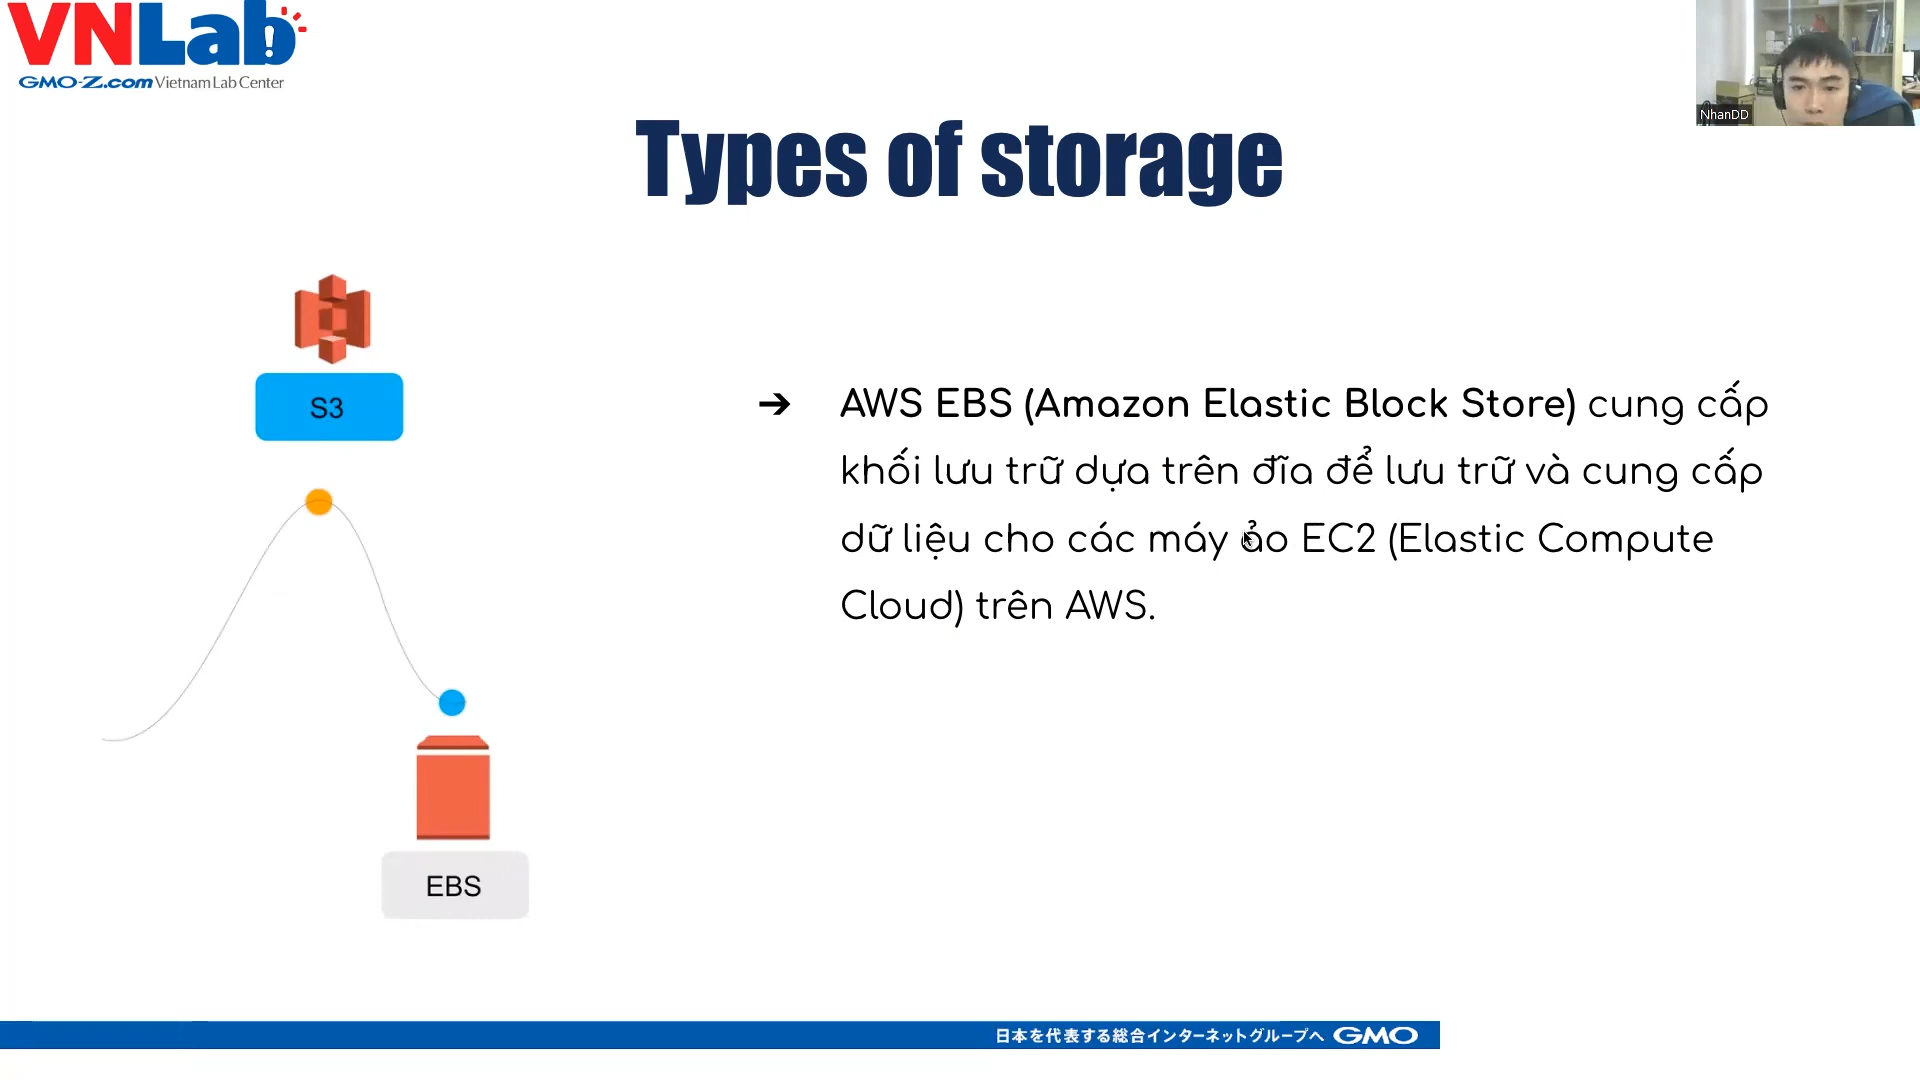 VNLab
GMO-Z.com Vietnam Lab Center
NhanDD
Types of storage
S3
➔ AWS EBS (Amazon Elastic Block Store) cung cấp
khối lưu trữ dựa trên đĩa để lưu trữ và cung cấp
dữ liệu cho các máy ảo EC2 (Elastic Compute
Cloud) trên AWS.
EBS
日本を代表する総合インターネットグループへ GMO